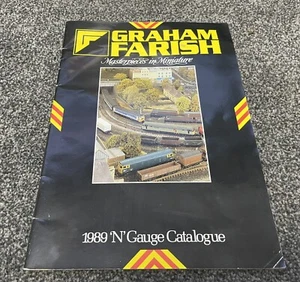 GRAHAM
FARISH
Masterpieces in Miniature
1989 'N' Gauge Catalogue